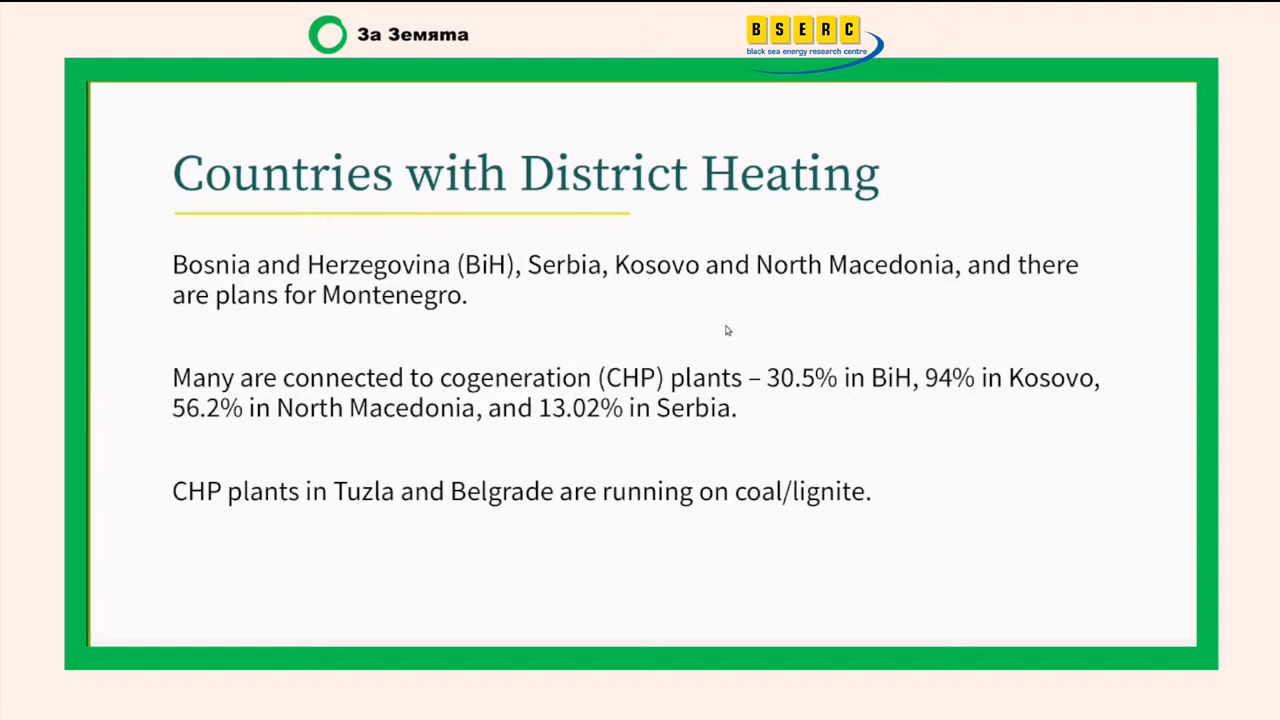 ЗаЗемята
BSERC
black sea energy research centre
Countries with District Heating
Bosnia and Herzegovina (BiH), Serbia, Kosovo and North Macedonia, and there
are plans for Montenegro.
Many are connected to cogeneration (CHP) plants – 30.5% in BiH, 94% in Kosovo,
56.2% in North Macedonia, and 13.02% in Serbia.
CHP plants in Tuzla and Belgrade are running on coal/lignite.